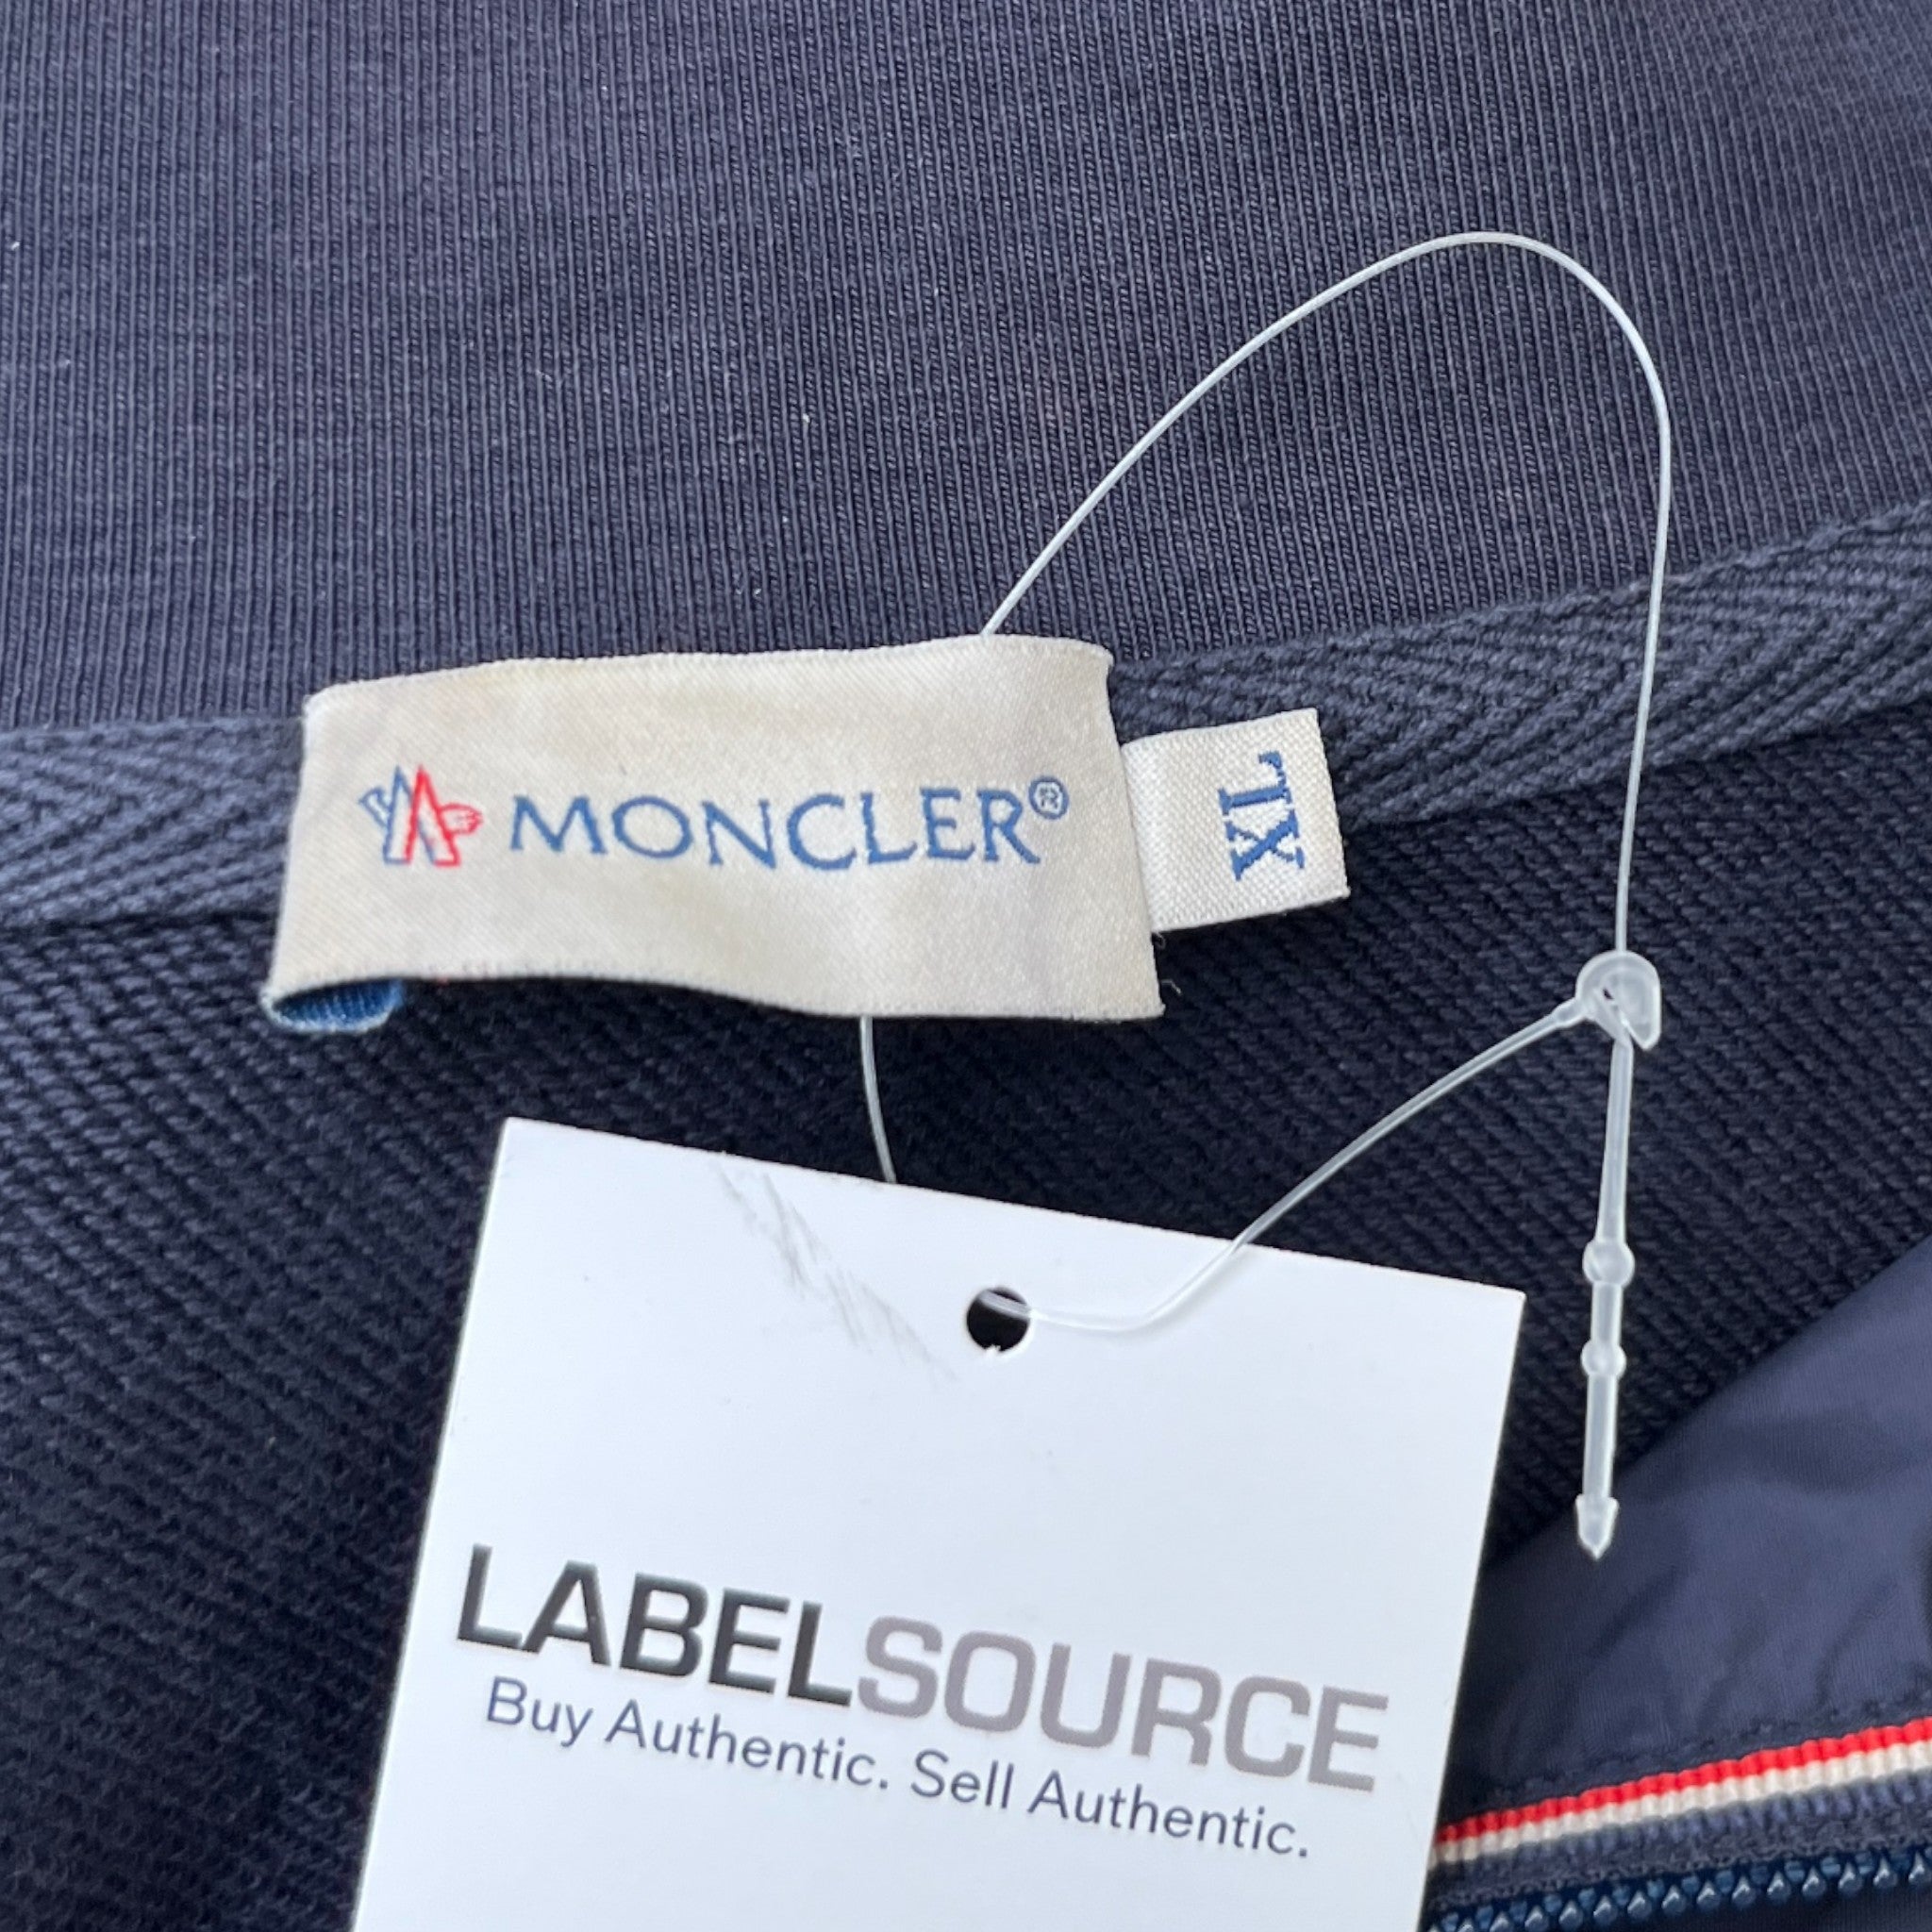 MONCLER®
XL
LABELSOURCE
Buy Authentic. Sell Authentic.